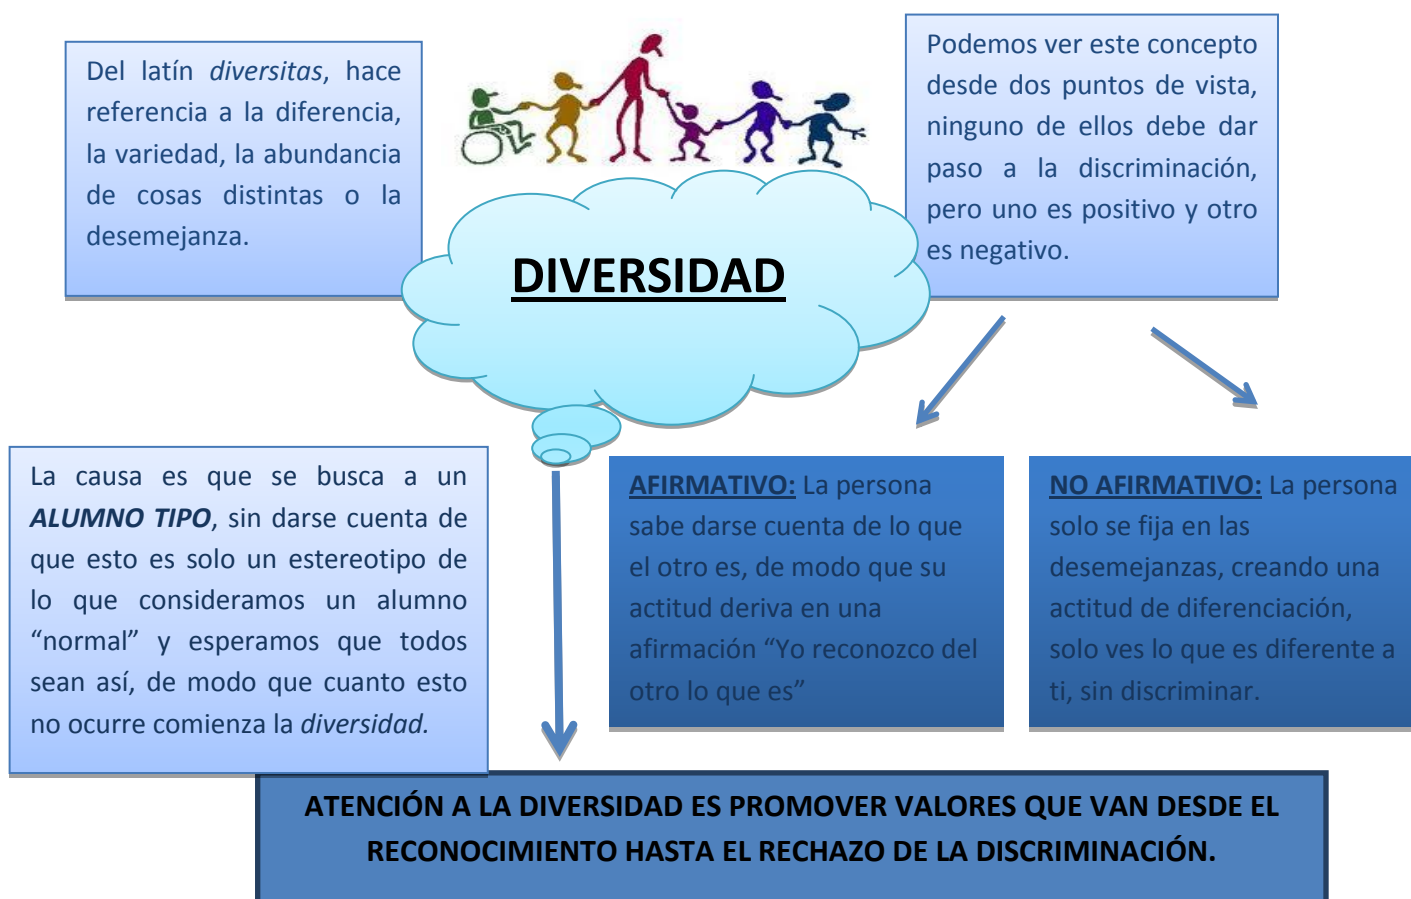 Del latín diversitas, hace
referencia a la diferencia,
la variedad, la abundancia
de cosas distintas o la
desemejanza.
Podemos ver este concepto
desde dos puntos de vista,
ninguno de ellos debe dar
paso a la discriminación,
pero uno es positivo y otro
es negativo.
DIVERSIDAD
La causa es que se busca a un
ALUMNO TIPO, sin darse cuenta de
que esto es solo un estereotipo de
lo que consideramos un alumno
“normal” y esperamos que todos
sean así, de modo que cuanto esto
no ocurre comienza la diversidad.
AFIRMATIVO: La persona
sabe darse cuenta de lo que
el otro es, de modo que su
actitud deriva en una
afirmación “Yo reconozco del
otro lo que es”
NO AFIRMATIVO: La persona
solo se fija en las
desemejanzas, creando una
actitud de diferenciación,
solo ves lo que es diferente a
ti, sin discriminar.
ATENCIÓN A LA DIVERSIDAD ES PROMOVER VALORES QUE VAN DESDE EL
RECONOCIMIENTO HASTA EL RECHAZO DE LA DISCRIMINACIÓN.